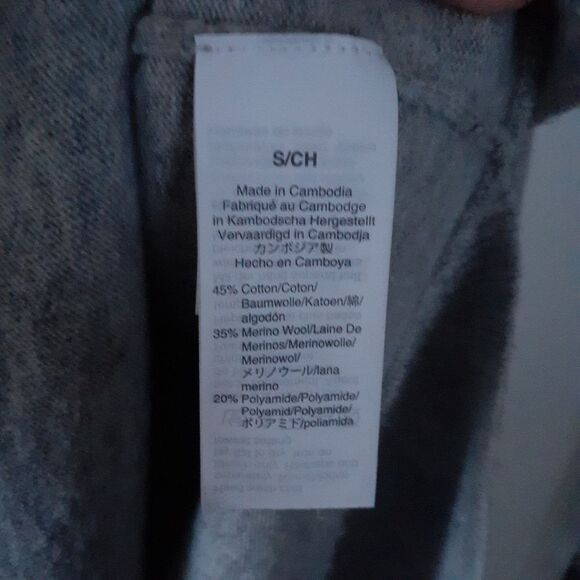 S/CH
Made in Cambodia
Fabriqué au Cambodge
in Kambodscha Hergestellt
Vervaardigd in Cambodja
カンボジア製
Hecho en Camboya
45% Cotton/Coton/
Baumwolle/Katoen/綿/
algodón
35% Merino Wool/Laine De
Merinos/Merinowolle/
Merinowol/
メリノウール/lana
merino
20% Polyamide/Polyamide/
Polyamid/Polyamide/
ポリアミド/poliamida